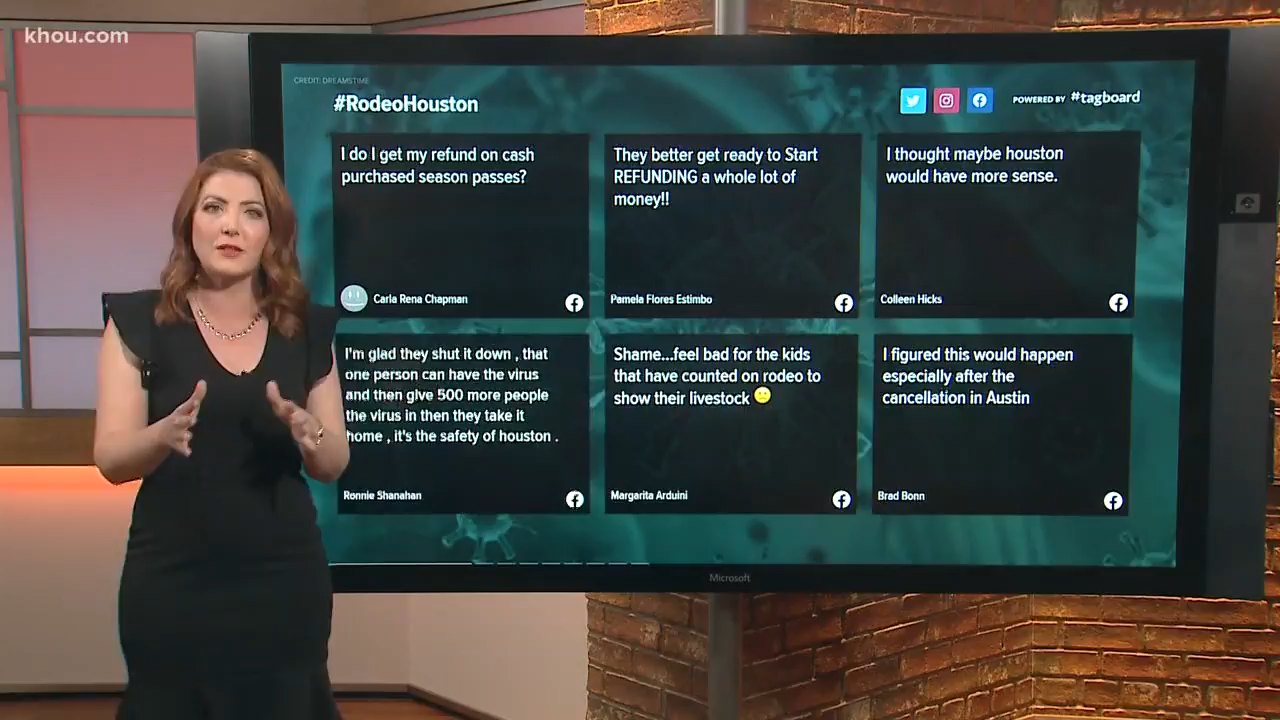 khou.com
CREDIT: DREAMSTIME
#RodeoHouston
POWERED BY #tagboard
I do I get my refund on cash
purchased season passes?
Carla Rena Chapman
They better get ready to Start
REFUNDING a whole lot of
money!!
Pamela Flores Estimbo
I thought maybe houston
would have more sense.
Colleen Hicks
I'm glad they shut it down , that
one person can have the virus
and then give 500 more people
the virus in then they take it
home , it's the safety of houston .
Ronnie Shanahan
Shame...feel bad for the kids
that have counted on rodeo to
show their livestock 🙁
Margarita Arduini
I figured this would happen
especially after the
cancellation in Austin
Brad Bonn
Microsoft